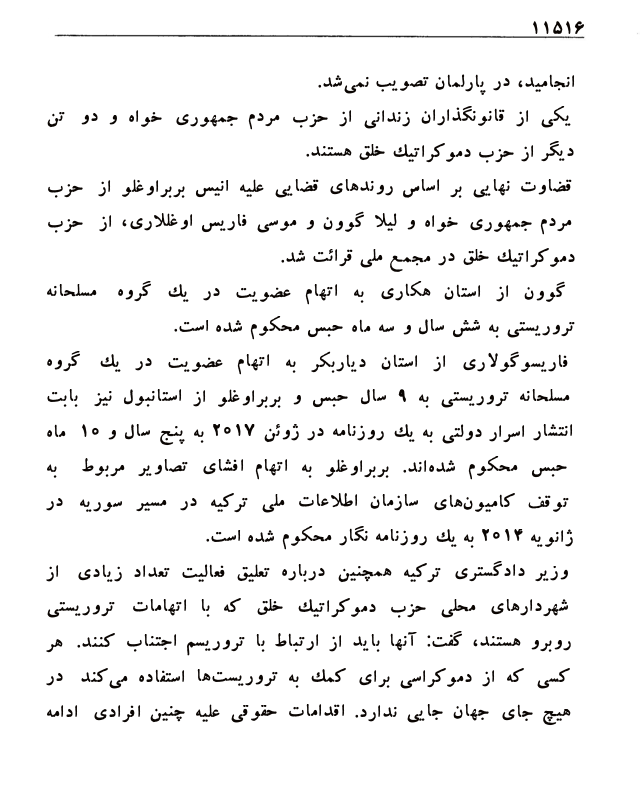 ۱۱۵۱۶
انجامید، در پارلمان تصویب نمی‌شد.
یکی از قانونگذاران زندانی از حزب مردم جمهوری خواه و دو تن
دیگر از حزب دموکراتیك خلق هستند.
قضاوت نهایی بر اساس روندهای قضایی علیه انیس بربراوغلو از حزب
مردم جمهوری خواه و لیلا گوون و موسی فاریس اوغللاری، از حزب
دموکراتیك خلق در مجمع ملی قرائت شد.
گوون از استان هکاری به اتهام عضویت در یك گروه مسلحانه
تروریستی به شش سال و سه ماه حبس محکوم شده است.
فاریسوگولاری از استان دیاربکر به اتهام عضویت در یك گروه
مسلحانه تروریستی به ۹ سال حبس و بربراوغلو از استانبول نیز بابت
انتشار اسرار دولتی به یك روزنامه در ژوئن ۲۰۱۷ به پنج سال و ۱۰ ماه
حبس محکوم شده‌اند. بربراوغلو به اتهام افشای تصاویر مربوط به
توقف کامیون‌های سازمان اطلاعات ملی ترکیه در مسیر سوریه در
ژانویه ۲۰۱۴ به یك روزنامه نگار محکوم شده است.
وزیر دادگستری ترکیه همچنین درباره تعلیق فعالیت تعداد زیادی از
شهردارهای محلی حزب دموکراتیك خلق که با اتهامات تروریستی
روبرو هستند، گفت: آنها باید از ارتباط با تروریسم اجتناب کنند. هر
کسی که از دموکراسی برای کمك به تروریست‌ها استفاده می‌کند در
هیچ جای جهان جایی ندارد. اقدامات حقوقی علیه چنین افرادی ادامه